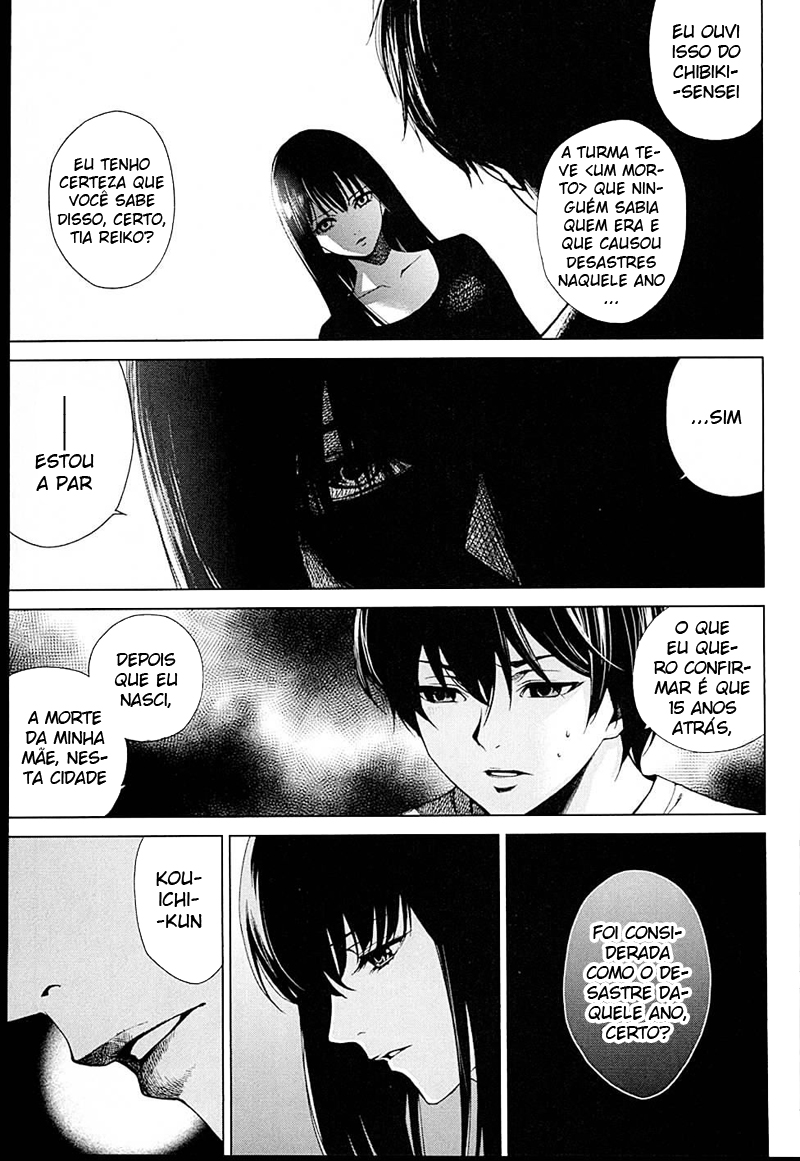 EU OUVI
ISSO DO
CHIBIKI-
-SENSEI
A TURMA TE-
VE <UM MOR-
TO> QUE NIN-
GUÉM SABIA
QUEM ERA E
QUE CAUSOU
DESASTRES
NAQUELE ANO
...
EU TENHO
CERTEZA QUE
VOCÊ SABE
DISSO, CERTO,
TIA REIKO?
...SIM
ESTOU
A PAR
O QUE
EU QUE-
RO CONFIR-
MAR É QUE
15 ANOS
ATRÁS,
DEPOIS
QUE EU
NASCI,
A MORTE
DA MINHA
MÃE, NES-
TA CIDADE
FOI CONSI-
DERADA
COMO O DE-
SASTRE DA-
QUELE ANO,
CERTO?
KOU-
ICHI-
-KUN